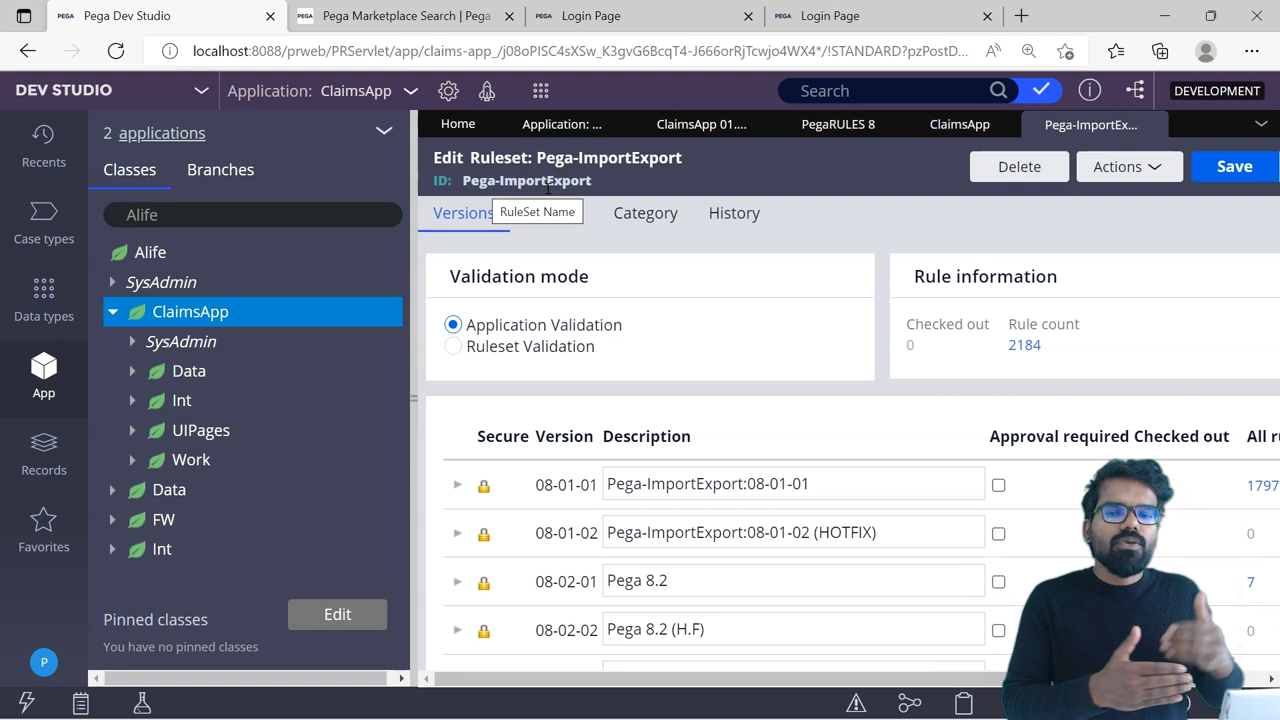 PEGA Pega Dev Studio
PEGA Pega Marketplace Search | Pega
PEGA Login Page
PEGA Login Page
localhost:8088/prweb/PRServlet/app/claims-app_/j08oPISC4sXSw_K3gvG6BcqT4-J666orRjTcwjo4WX4*/!STANDARD?pzPostD...
DEV STUDIO
Application: ClaimsApp
Search
DEVELOPMENT
Recents
Case types
Data types
App
Records
Favorites
P
2 applications
Classes Branches
Alife
Alife
SysAdmin
ClaimsApp
SysAdmin
Data
Int
UIPages
Work
Data
FW
Int
Pinned classes Edit
You have no pinned classes
Home Application: ... ClaimsApp 01.... PegaRULES 8 ClaimsApp Pega-ImportEx...
Edit Ruleset: Pega-ImportExport
ID: Pega-ImportExport
Delete Actions Save
Versions Category History
RuleSet Name
Validation mode
Application Validation
Ruleset Validation
Rule information
Checked out Rule count
0 2184
Secure Version Description Approval required Checked out All ru
08-01-01 Pega-ImportExport:08-01-01 1797
08-01-02 Pega-ImportExport:08-01-02 (HOTFIX) 0
08-02-01 Pega 8.2 7
08-02-02 Pega 8.2 (H.F) 0